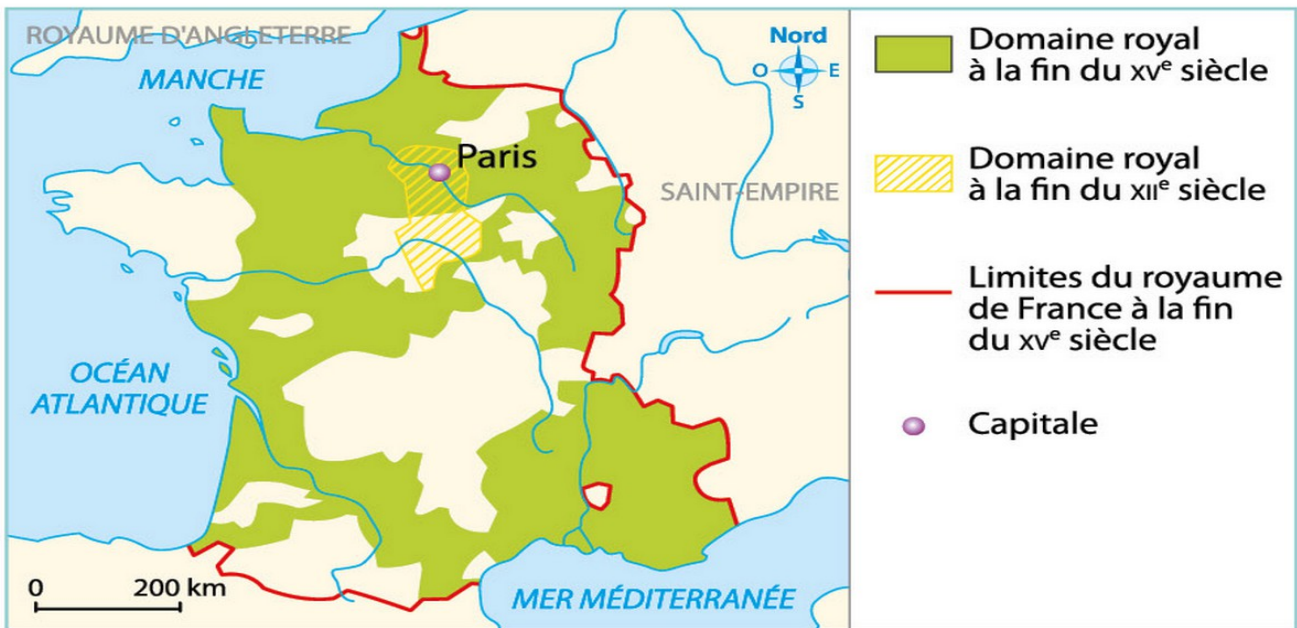 ROYAUME D'ANGLETERRE
MANCHE
Nord
O
E
S
Paris
SAINT-EMPIRE
OCÉAN
ATLANTIQUE
MER MÉDITERRANÉE
0
200 km
Domaine royal
à la fin du XVe siècle
Domaine royal
à la fin du XIIe siècle
Limites du royaume
de France à la fin
du XVe siècle
Capitale